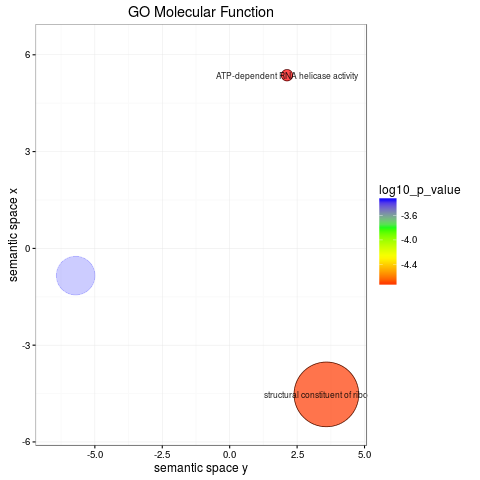 GO Molecular Function
6
ATP-dependent RNA helicase activity
3
semantic space x
0
-3
structural constituent of ribo
-6
-5.0 -2.5 0.0 2.5 5.0
semantic space y
log10_p_value
-3.6
-4.0
-4.4